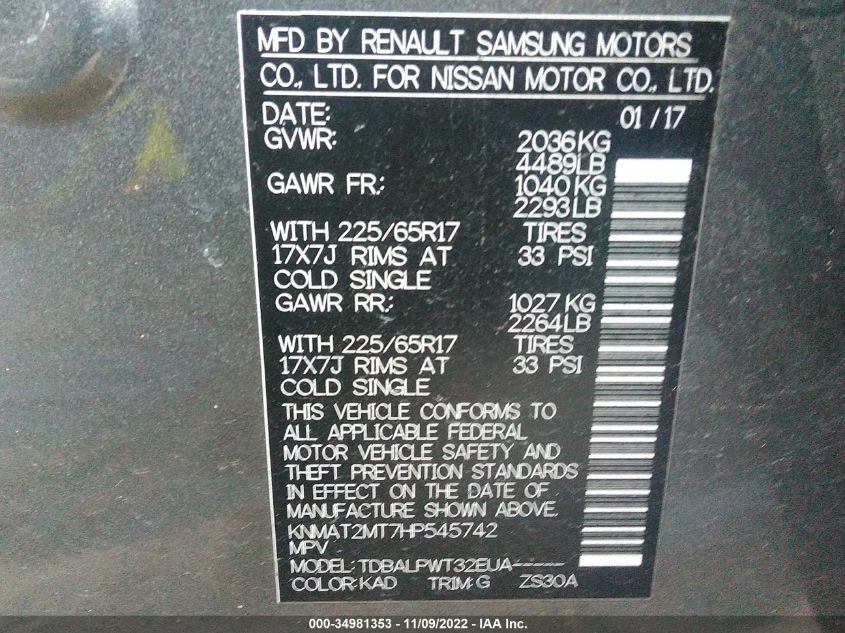 MFD BY RENAULT SAMSUNG MOTORS
CO., LTD. FOR NISSAN MOTOR CO., LTD.
DATE: 01/17
GVWR: 2036KG
4489LB
GAWR FR: 1040KG
2293LB
WITH 225/65R17 TIRES
17X7J RIMS AT 33 PSI
COLD SINGLE
GAWR RR: 1027KG
2264LB
WITH 225/65R17 TIRES
17X7J RIMS AT 33 PSI
COLD SINGLE
THIS VEHICLE CONFORMS TO
ALL APPLICABLE FEDERAL
MOTOR VEHICLE SAFETY AND
THEFT PREVENTION STANDARDS
IN EFFECT ON THE DATE OF
MANUFACTURE SHOWN ABOVE.
KNMAT2MT7HP545742
MPV
MODEL: TDBALPWT32EUA-----
COLOR:KAD TRIM:G ZS30A
000-34981353 - 11/09/2022 - IAA Inc.